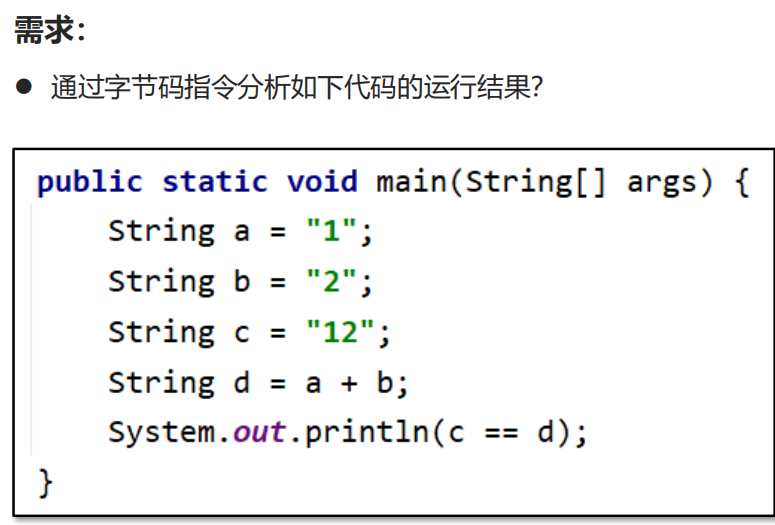 需求：
● 通过字节码指令分析如下代码的运行结果？
public static void main(String[] args) {
    String a = "1";
    String b = "2";
    String c = "12";
    String d = a + b;
    System.out.println(c == d);
}